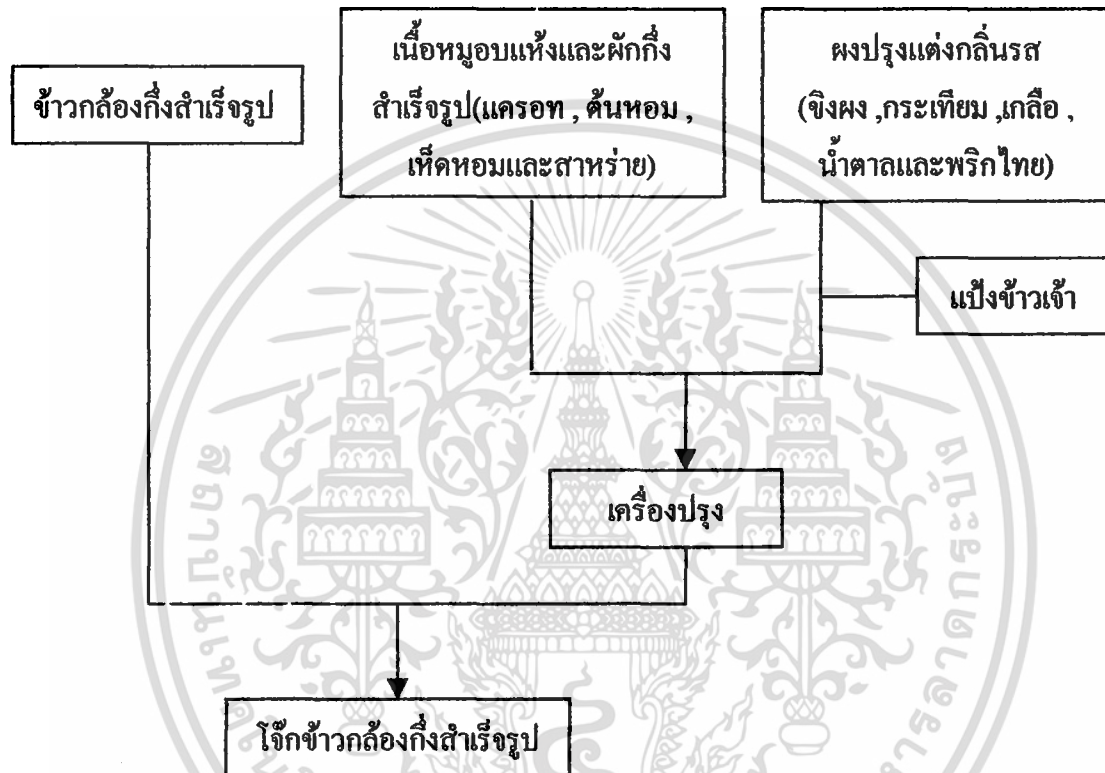 ข้าวกล้องกึ่งสำเร็จรูป
เนื้อหมูอบแห้งและผักกึ่ง
สำเร็จรูป(แครอท , ต้นหอม ,
เห็ดหอมและสาหร่าย)
ผงปรุงแต่งกลิ่นรส
(ขิงผง ,กระเทียม ,เกลือ ,
น้ำตาลและพริกไทย)
แป้งข้าวเจ้า
เครื่องปรุง
โจ๊กข้าวกล้องกึ่งสำเร็จรูป